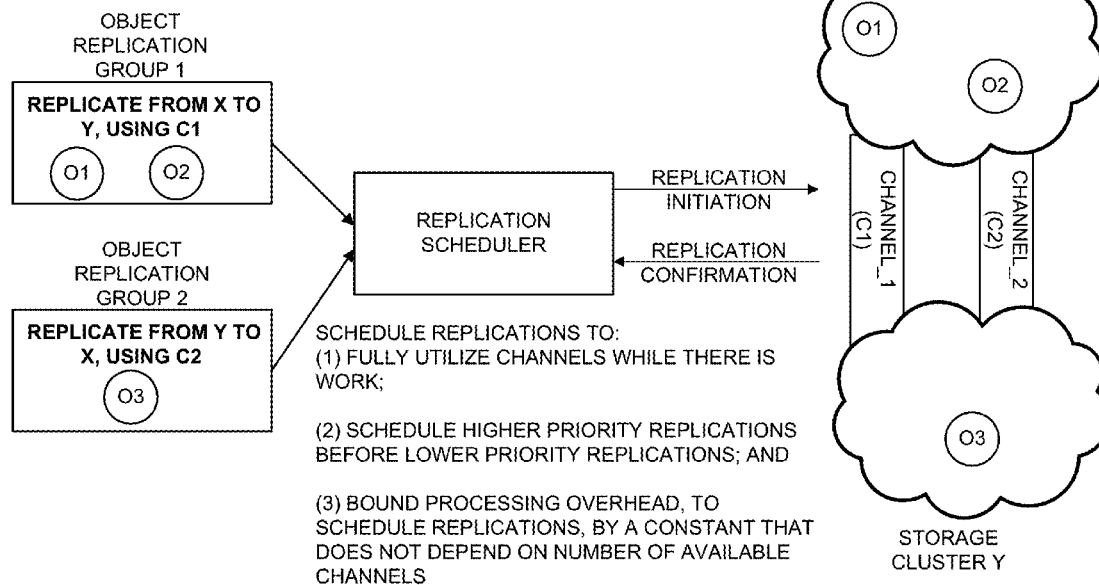 OBJECT
REPLICATION
GROUP 1
REPLICATE FROM X TO
Y, USING C1
O1
O2
OBJECT
REPLICATION
GROUP 2
REPLICATE FROM Y TO
X, USING C2
O3
REPLICATION
SCHEDULER
REPLICATION
INITIATION
REPLICATION
CONFIRMATION
SCHEDULE REPLICATIONS TO:
(1) FULLY UTILIZE CHANNELS WHILE THERE IS
WORK;
(2) SCHEDULE HIGHER PRIORITY REPLICATIONS
BEFORE LOWER PRIORITY REPLICATIONS; AND
(3) BOUND PROCESSING OVERHEAD, TO
SCHEDULE REPLICATIONS, BY A CONSTANT THAT
DOES NOT DEPEND ON NUMBER OF AVAILABLE
CHANNELS
O1
O2
CHANNEL_1
(C1)
CHANNEL_2
(C2)
O3
STORAGE
CLUSTER Y